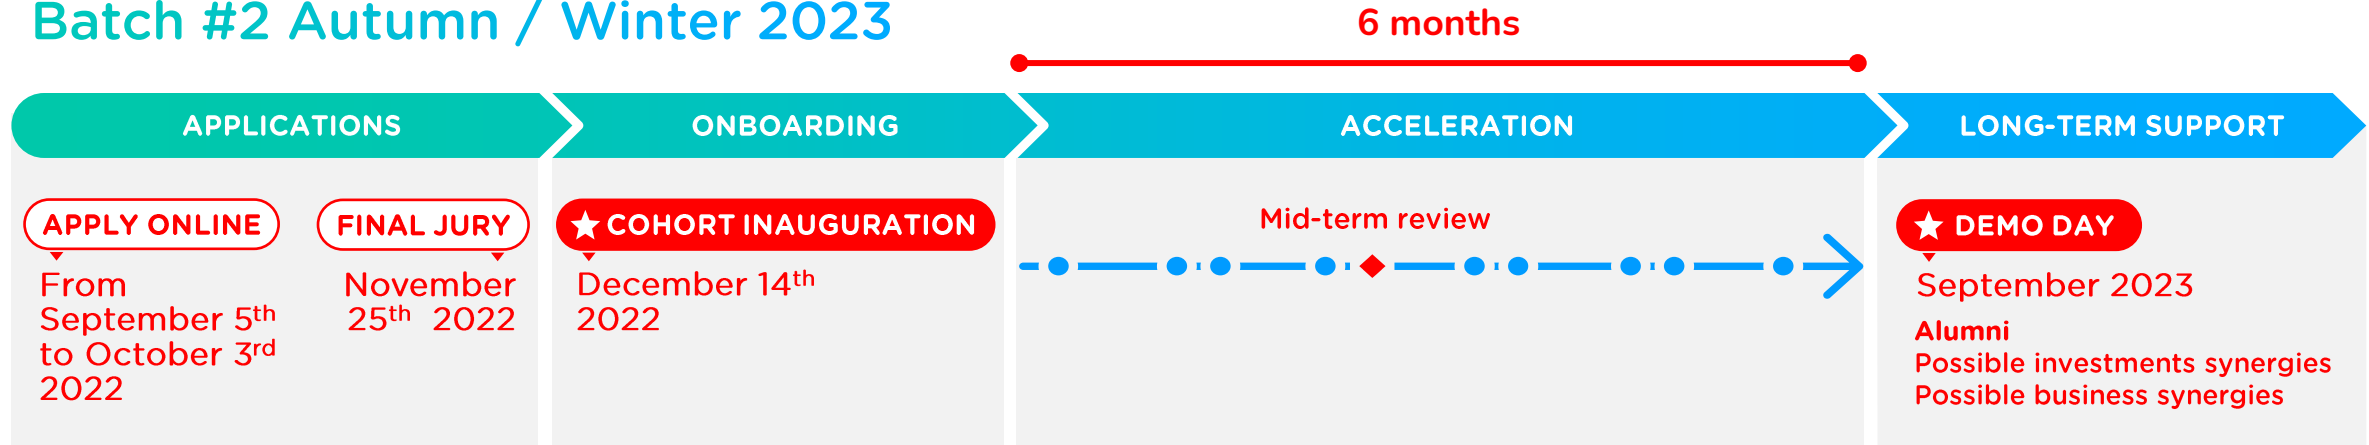 Batch #2 Autumn / Winter 2023
6 months
APPLICATIONS
ONBOARDING
ACCELERATION
LONG-TERM SUPPORT
APPLY ONLINE
From
September 5th
to October 3rd
2022
FINAL JURY
November
25th 2022
COHORT INAUGURATION
December 14th
2022
Mid-term review
DEMO DAY
September 2023
Alumni
Possible investments synergies
Possible business synergies